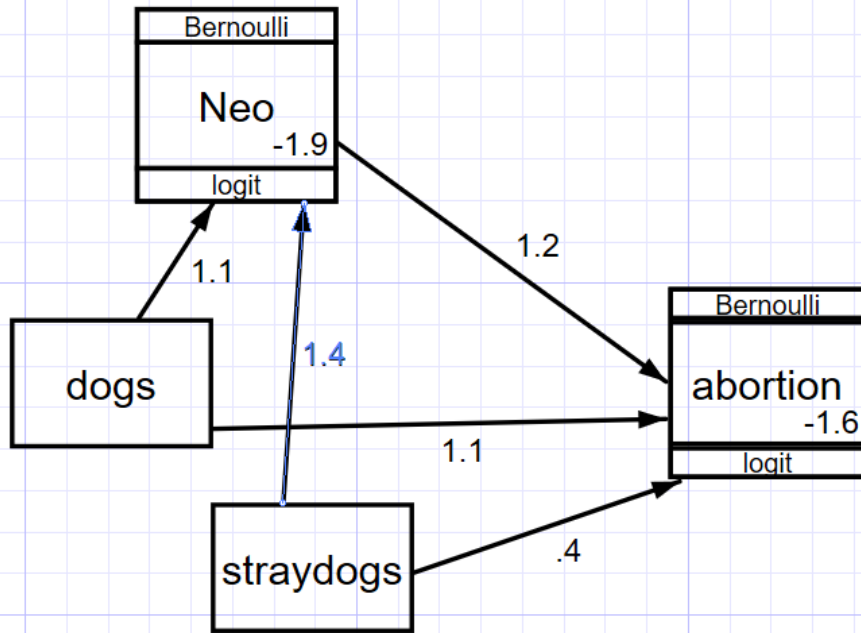 Bernoulli
Neo
-1.9
logit
1.2
1.1
Bernoulli
1.4
dogs
abortion
-1.6
1.1
logit
straydogs
.4